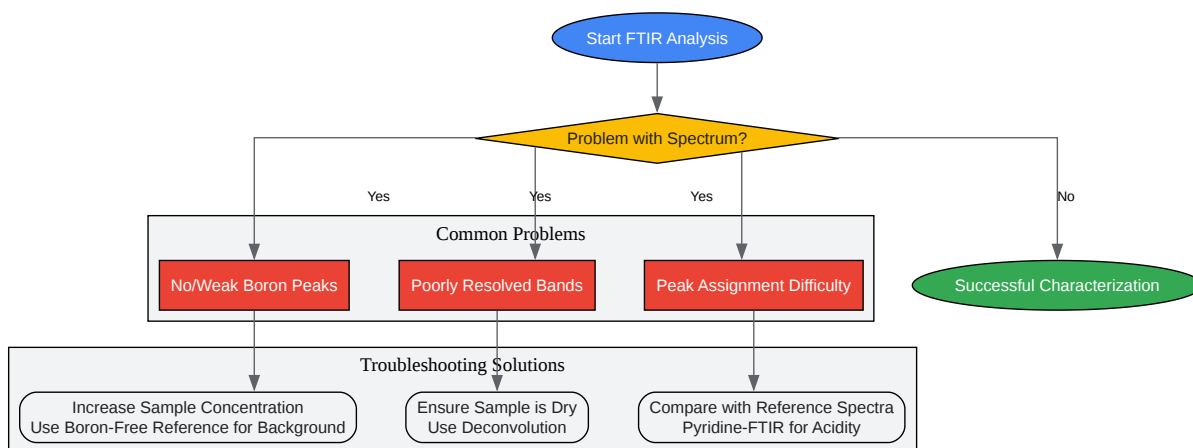 Start FTIR Analysis
Problem with Spectrum?
Yes
Yes
Yes
No
Common Problems
No/Weak Boron Peaks
Poorly Resolved Bands
Peak Assignment Difficulty
Successful Characterization
Troubleshooting Solutions
Increase Sample Concentration
Use Boron-Free Reference for Background
Ensure Sample is Dry
Use Deconvolution
Compare with Reference Spectra
Pyridine-FTIR for Acidity